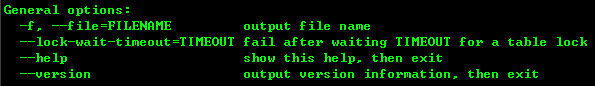 General options:
  -f, --file=FILENAME         output file name
  --lock-wait-timeout=TIMEOUT fail after waiting TIMEOUT for a table lock
  --help                      show this help, then exit
  --version                   output version information, then exit